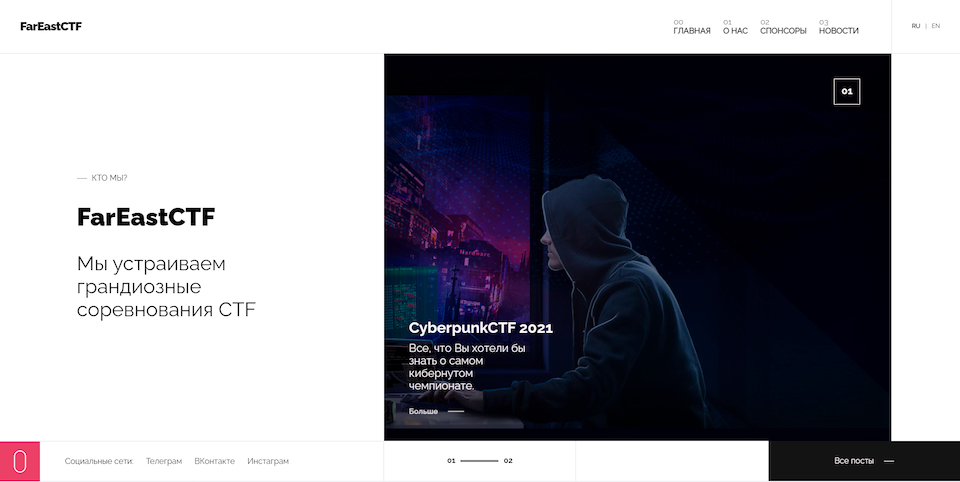 FarEastCTF
00
ГЛАВНАЯ
01
О НАС
02
СПОНСОРЫ
03
НОВОСТИ
RU | EN
01
— КТО МЫ?
FarEastCTF
Мы устраиваем
грандиозные
соревнования CTF
Hardware
CyberpunkCTF 2021
Все, что Вы хотели бы
знать о самом
кибернутом
чемпионате.
Больше —
0
Социальные сети: Телеграм ВКонтакте Инстаграм
01 — 02
Все посты —